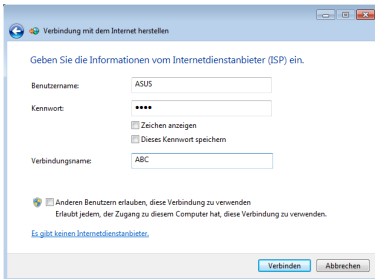 Verbindung mit dem Internet herstellen
Geben Sie die Informationen vom Internetdienstanbieter (ISP) ein.
Benutzername: ASUS
Kennwort: ••••
Zeichen anzeigen
Dieses Kennwort speichern
Verbindungsname: ABC
Anderen Benutzern erlauben, diese Verbindung zu verwenden
Erlaubt jedem, der Zugang zu diesem Computer hat, diese Verbindung zu verwenden.
Es gibt keinen Internetdienstanbieter.
Verbinden Abbrechen